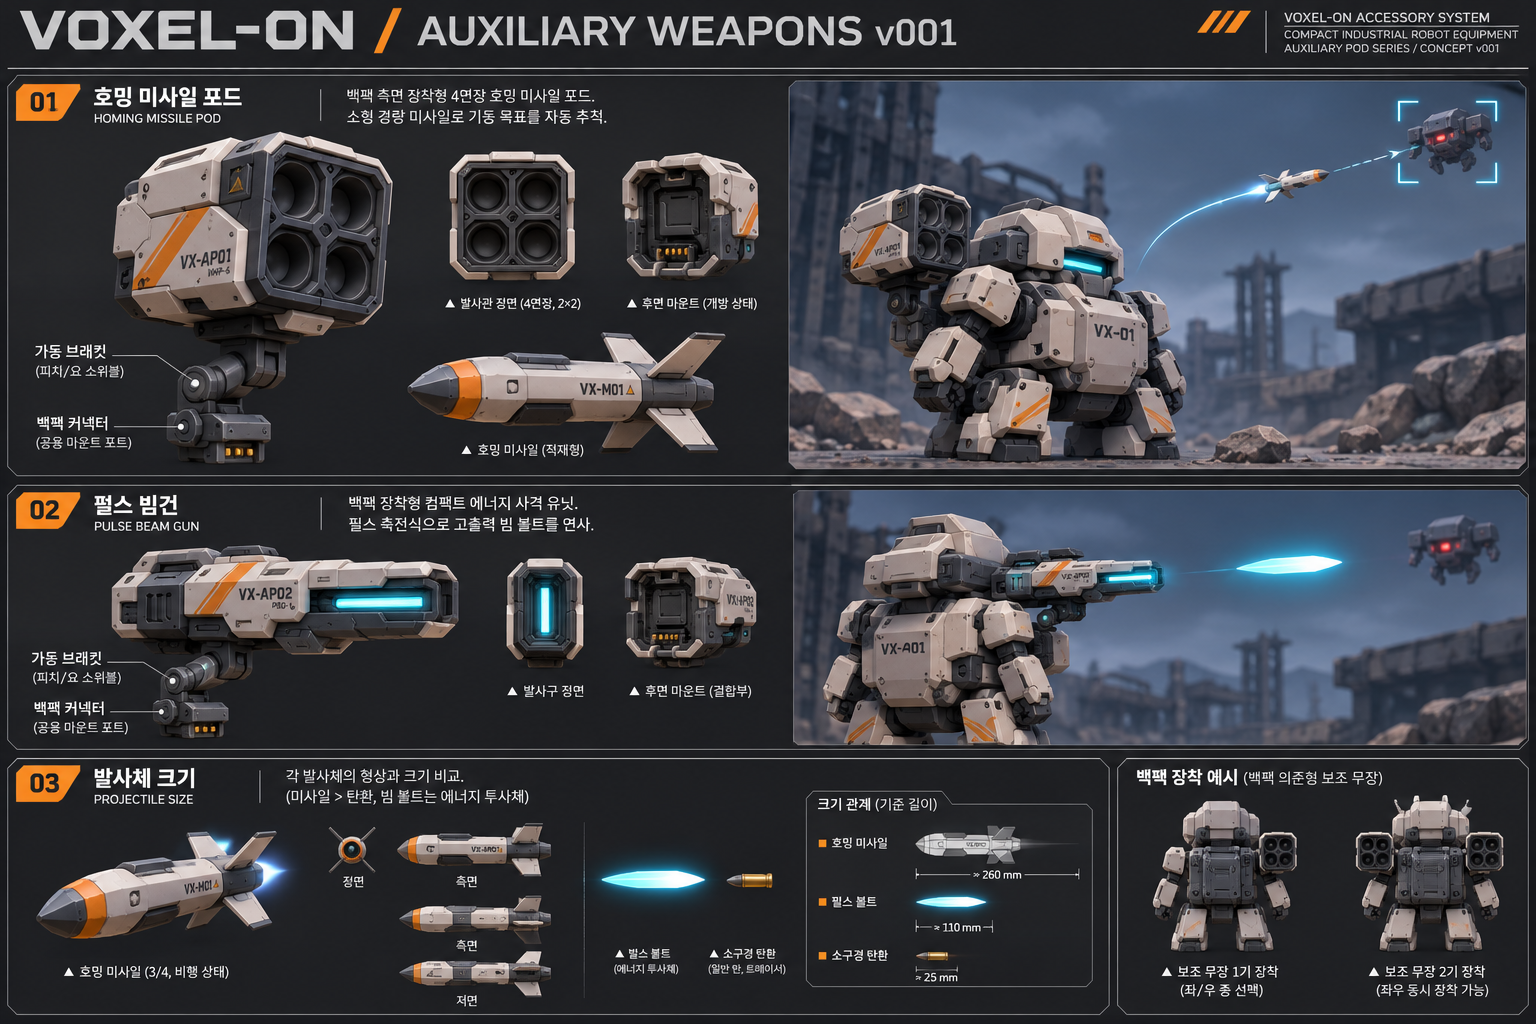 VOXEL-ON / AUXILIARY WEAPONS v001
VOXEL-ON ACCESSORY SYSTEM
COMPACT INDUSTRIAL ROBOT EQUIPMENT
AUXILIARY POD SERIES / CONCEPT v001
01
호밍 미사일 포드
HOMING MISSILE POD
백팩 측면 장착형 4면장 호밍 미사일 포드.
소형 경량 미사일로 기동 목표를 자동 추척.
VX-AP01
▲ 발사관 정면 (4면장, 2×2)
▲ 후면 마운트 (개방 상태)
가동 브래킷
(피치/요 소위블)
백팩 커넥터
(공용 마운트 포트)
VX-M01
▲ 호밍 미사일 (적재형)
VX-AP01
VX-01
02
펄스 빔건
PULSE BEAM GUN
백팩 장착형 컴팩트 에너지 사격 유닛.
펄스 축전식으로 고출력 빔 볼트를 연사.
VX-AP02
가동 브래킷
(피치/요 소위블)
백팩 커넥터
(공용 마운트 포트)
▲ 발사구 정면
▲ 후면 마운트 (결합부)
VX-A01
03
발사체 크기
PROJECTILE SIZE
각 발사체의 형상과 크기 비교.
(미사일 > 탄환, 빔 볼트는 에너지 투사체)
VX-M01
▲ 호밍 미사일 (3/4, 비행 상태)
정면
측면
측면
저면
▲ 발스 볼트
(에너지 투사체)
▲ 소구경 탄환
크기 관계 (기준 길이)
호밍 미사일
≈ 260 mm
펄스 볼트
≈ 110 mm
소구경 탄환
≈ 25 mm
백팩 장착 예시 (백팩 의준형 보조 무장)
▲ 보조 무장 1기 장착
(좌/우 중 선택)
▲ 보조 무장 2기 장착
(좌우 동시 장착 가능)